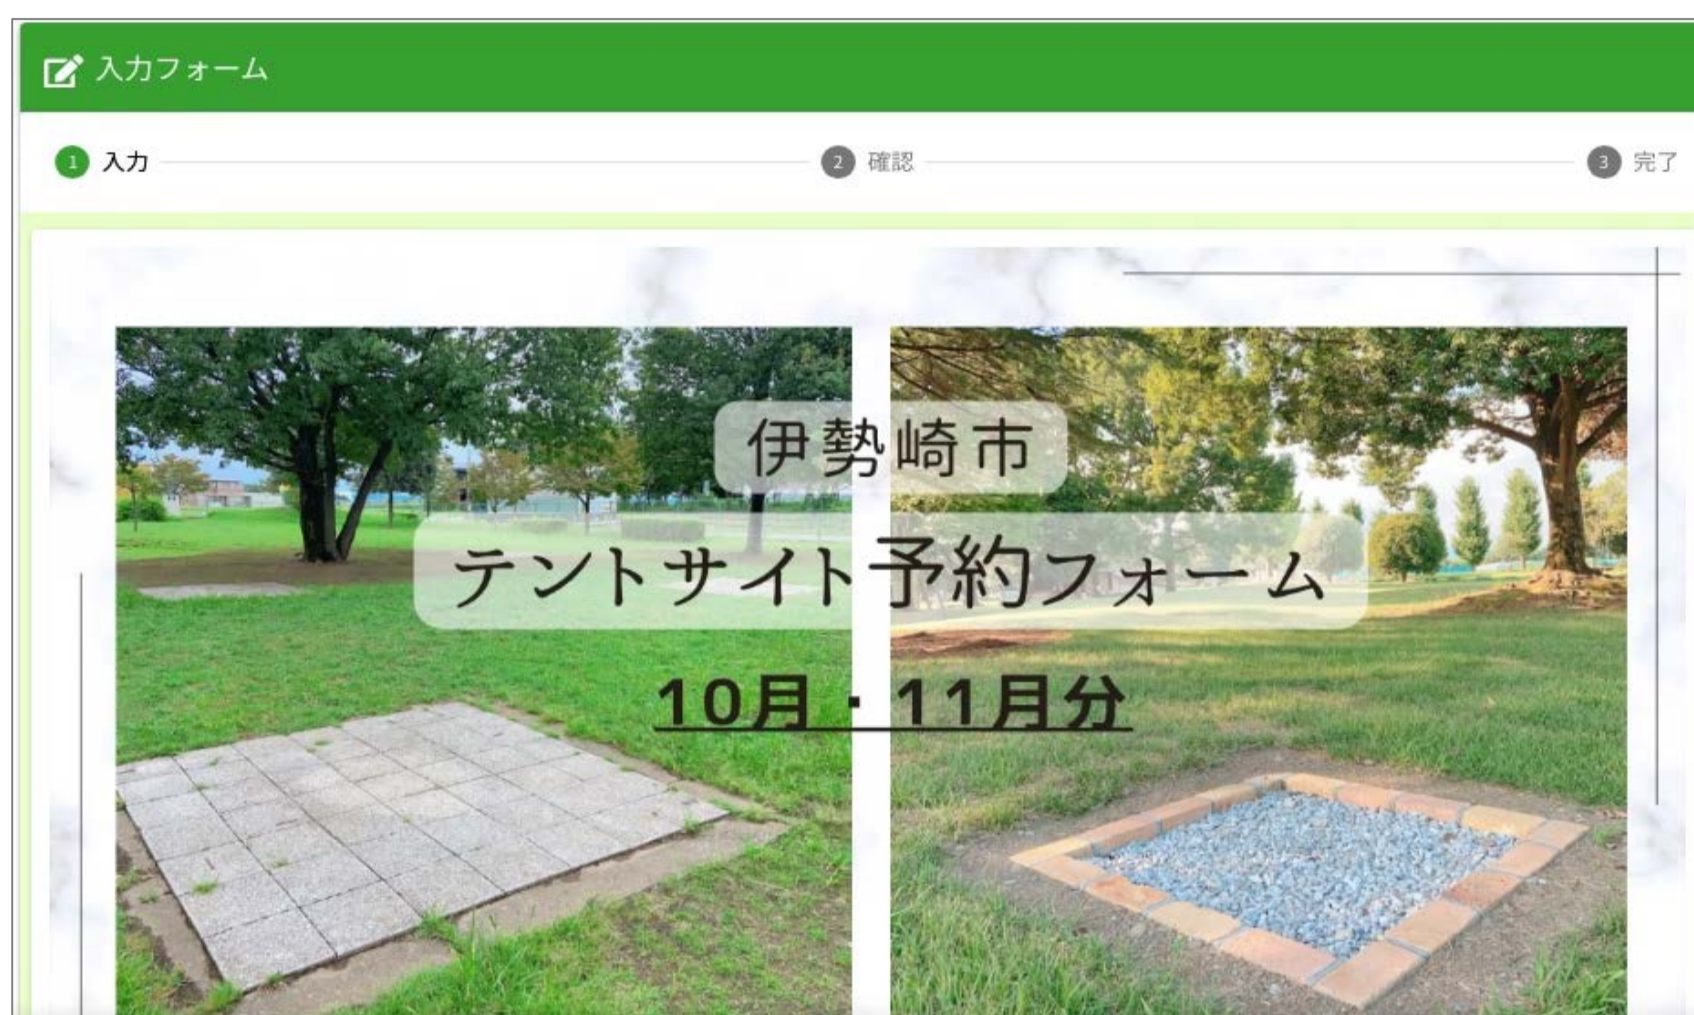 入力フォーム
1 入力 2 確認 3 完了
伊勢崎市
テントサイト予約フォーム
10月・11月分